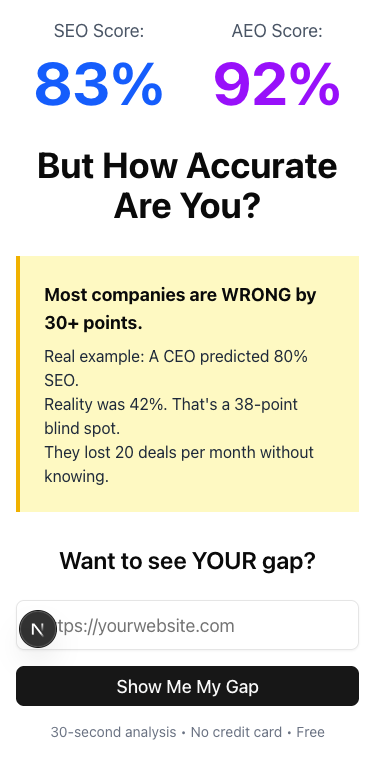 SEO Score: AEO Score:
83% 92%
But How Accurate
Are You?
Most companies are WRONG by
30+ points.
Real example: A CEO predicted 80%
SEO.
Reality was 42%. That's a 38-point
blind spot.
They lost 20 deals per month without
knowing.
Want to see YOUR gap?
N
tps://yourwebsite.com
Show Me My Gap
30-second analysis • No credit card • Free